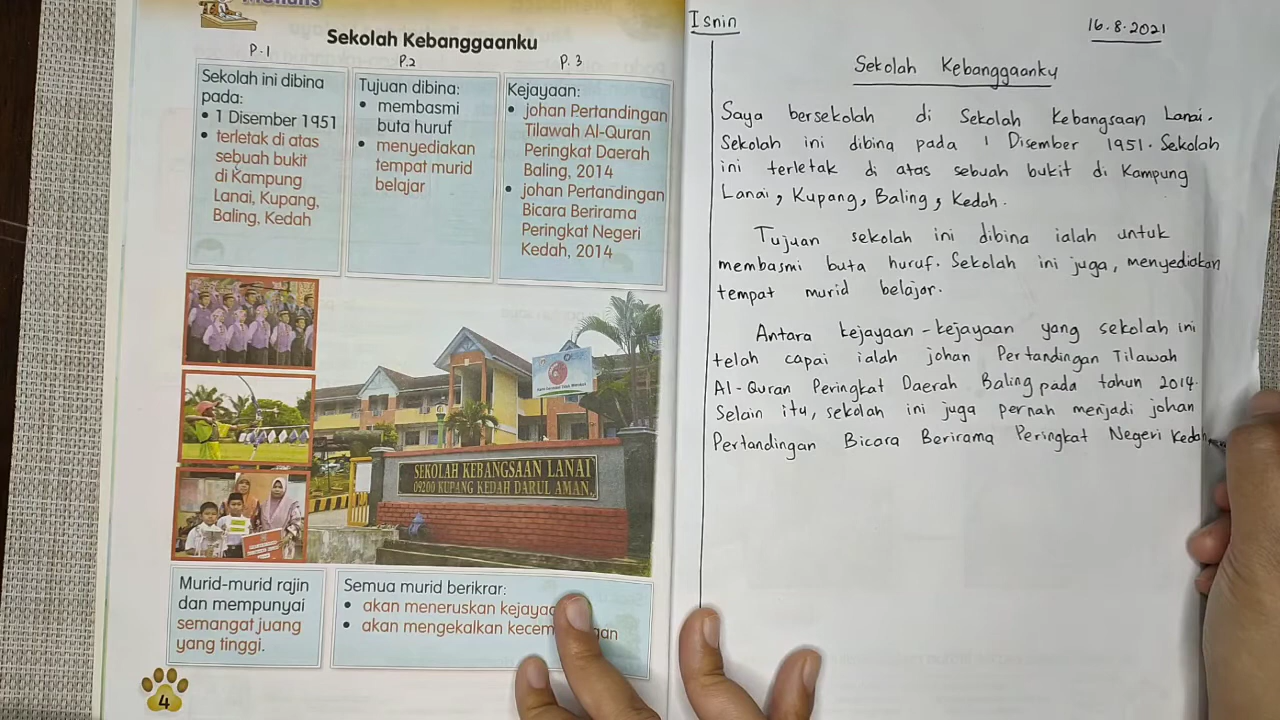 Sekolah Kebanggaanku
P.1
P.2
P. 3
Sekolah ini dibina
pada:
• 1 Disember 1951
• terletak di atas
sebuah bukit
di Kampung
Lanai, Kupang,
Baling, Kedah
Tujuan dibina:
• membasmi
buta huruf
• menyediakan
tempat murid
belajar
Kejayaan:
• johan Pertandingan
Tilawah Al-Quran
Peringkat Daerah
Baling, 2014
• johan Pertandingan
Bicara Berirama
Peringkat Negeri
Kedah, 2014
SEKOLAH KEBANGSAAN LANAI
09200 KUPANG KEDAH DARUL AMAN.
Murid-murid rajin
dan mempunyai
semangat juang
yang tinggi.
Semua murid berikrar:
• akan meneruskan
• akan mengekalkan
4
Isnin
16.8.2021
Sekolah Kebanggaanku
Saya bersekolah di Sekolah Kebangsaan Lanai.
Sekolah ini dibina pada 1 Disember 1951. Sekolah
ini terletak di atas sebuah bukit di Kampung
Lanai, Kupang, Baling, Kedah.
Tujuan sekolah ini dibina ialah untuk
membasmi buta huruf. Sekolah ini juga, menyediakan
tempat murid belajar.
Antara kejayaan-kejayaan yang sekolah ini
telah capai ialah johan Pertandingan Tilawah
Al-Quran Peringkat Daerah Baling pada tahun 2014.
Selain itu, sekolah ini juga pernah menjadi johan
Pertandingan Bicara Berirama Peringkat Negeri Kedah